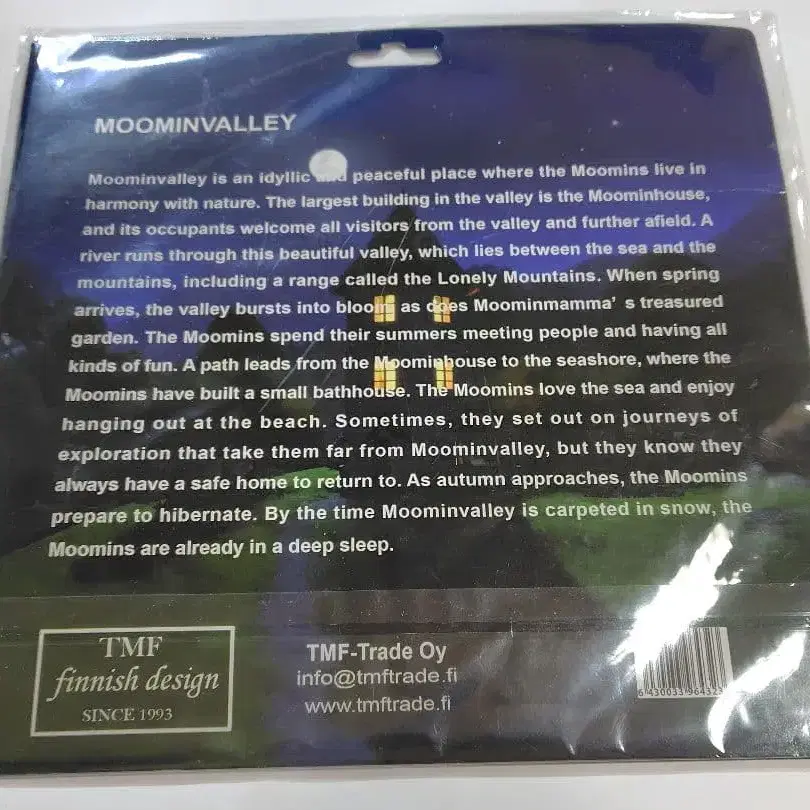 MOOMINVALLEY
Moominvalley is an idyllic and peaceful place where the Moomins live in
harmony with nature. The largest building in the valley is the Moominhouse,
and its occupants welcome all visitors from the valley and further afield. A
river runs through this beautiful valley, which lies between the sea and the
mountains, including a range called the Lonely Mountains. When spring
arrives, the valley bursts into bloom as does Moominmamma's treasured
garden. The Moomins spend their summers meeting people and having all
kinds of fun. A path leads from the Moominhouse to the seashore, where the
Moomins have built a small bathhouse. The Moomins love the sea and enjoy
hanging out at the beach. Sometimes, they set out on journeys of
exploration that take them far from Moominvalley, but they know they
always have a safe home to return to. As autumn approaches, the Moomins
prepare to hibernate. By the time Moominvalley is carpeted in snow, the
Moomins are already in a deep sleep.
TMF
finnish design
SINCE 1993
TMF-Trade Oy
info@tmftrade.fi
www.tmftrade.fi
6 430033 964323